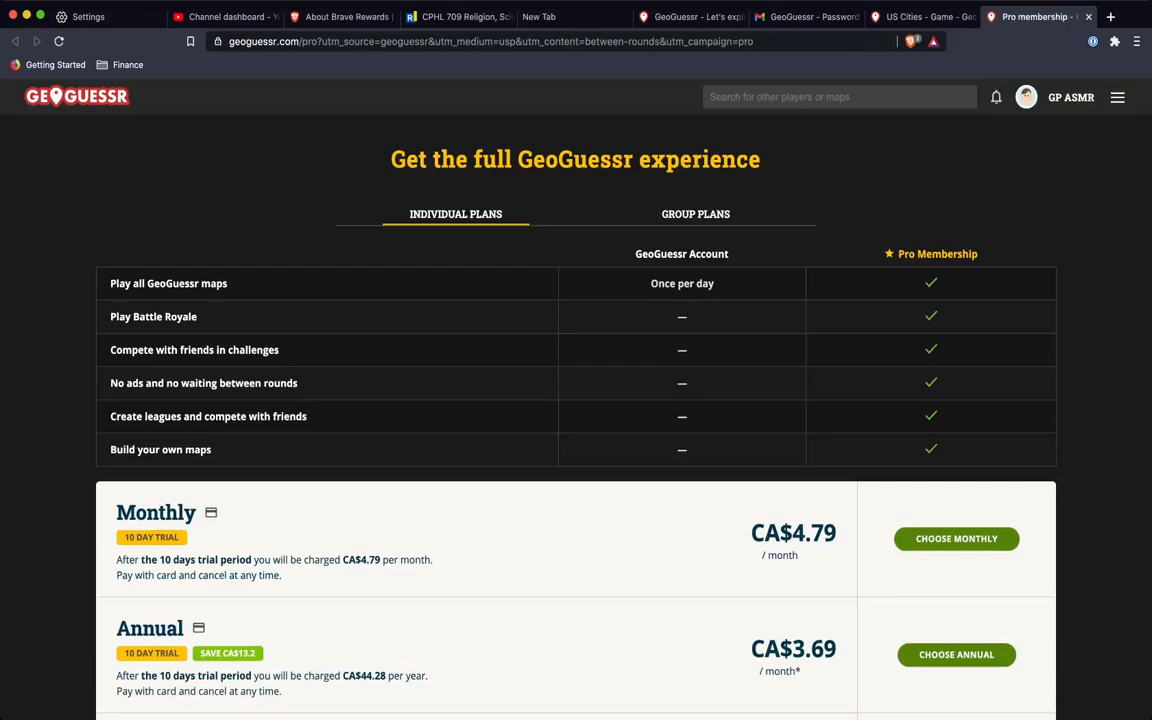 Settings
Channel dashboard - Y
About Brave Rewards
CPHL 709 Religion, Sci
New Tab
GeoGuessr - Let's expl
GeoGuessr - Password
US Cities - Game - Geo
Pro membership -
geoguessr.com/pro?utm_source=geoguessr&utm_medium=usp&utm_content=between-rounds&utm_campaign=pro
2
Getting Started
Finance
GEOGUESSR
Search for other players or maps
GP ASMR
Get the full GeoGuessr experience
INDIVIDUAL PLANS
GROUP PLANS
GeoGuessr Account
Pro Membership
Play all GeoGuessr maps
Once per day
Play Battle Royale
—
Compete with friends in challenges
—
No ads and no waiting between rounds
—
Create leagues and compete with friends
—
Build your own maps
—
Monthly
10 DAY TRIAL
After the 10 days trial period you will be charged CA$4.79 per month.
Pay with card and cancel at any time.
CA$4.79
/ month
CHOOSE MONTHLY
Annual
10 DAY TRIAL
SAVE CA$13.2
After the 10 days trial period you will be charged CA$44.28 per year.
Pay with card and cancel at any time.
CA$3.69
/ month*
CHOOSE ANNUAL